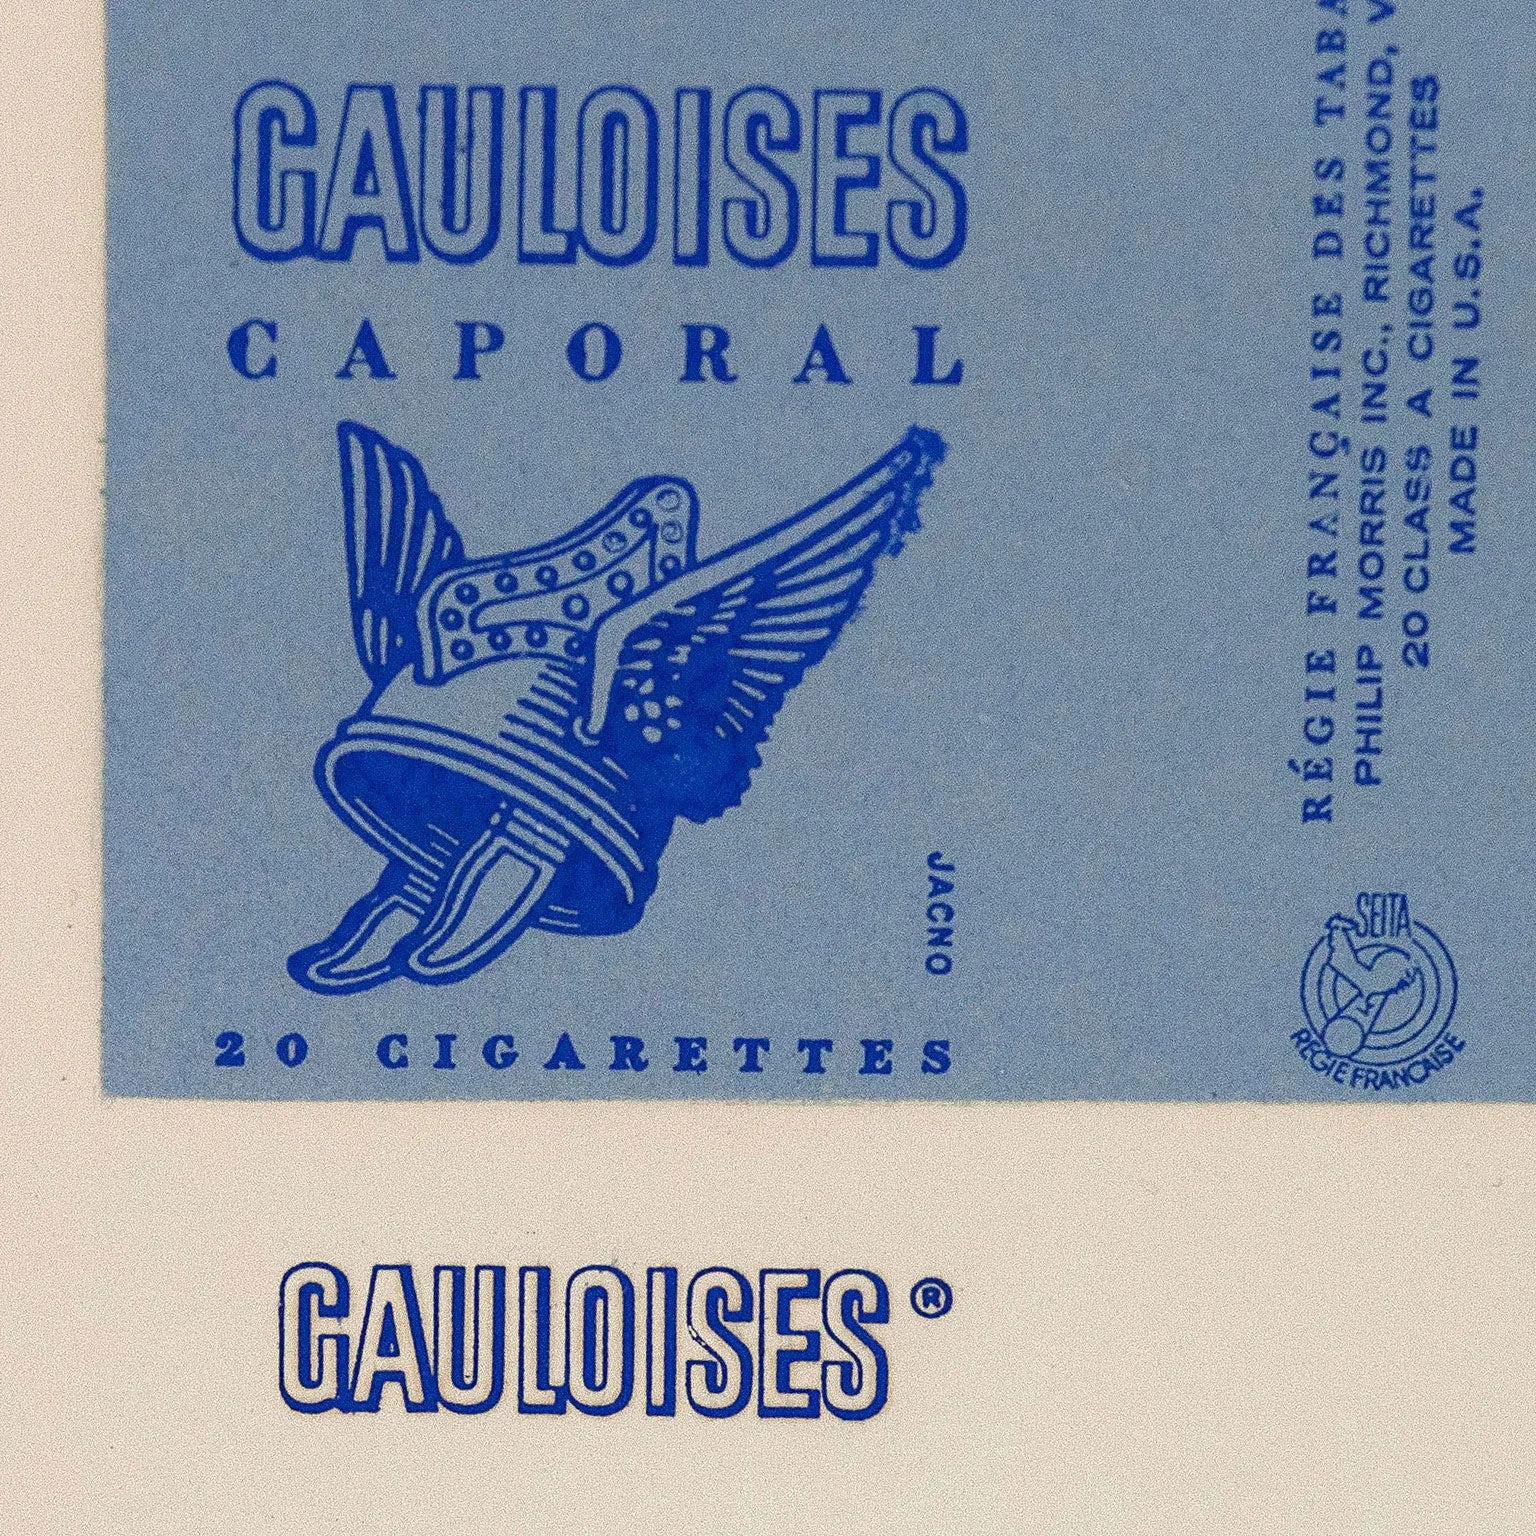 GAULOISES
CAPORAL
JACNO
20 CIGARETTES
RÉGIE FRANÇAISE DES
PHILIP MORRIS INC., RICHMOND,
20 CLASS A CIGARETTES
MADE IN U.S.A.
SEITA
RÉGIE FRANÇAISE
GAULOISES ®